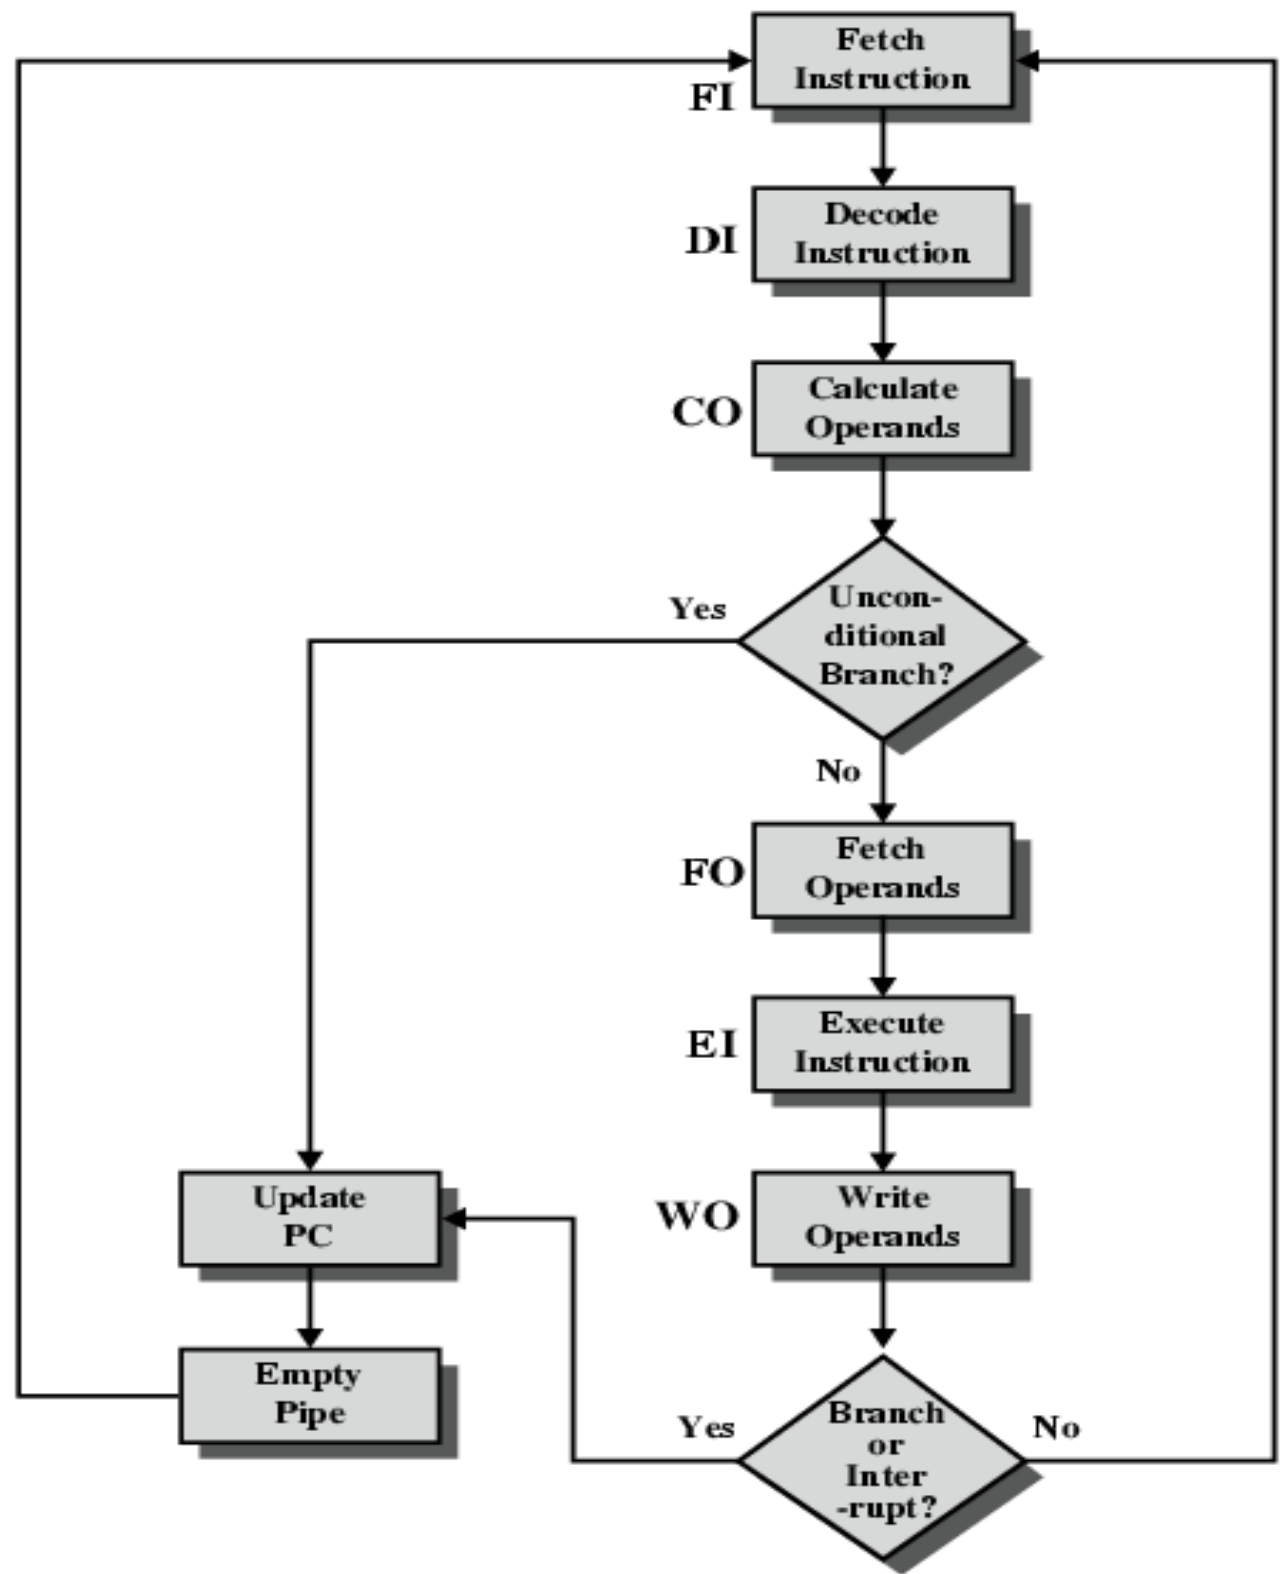 Fetch
Instruction
FI
Decode
Instruction
DI
Calculate
Operands
CO
Uncon-
ditional
Branch?
Yes
No
Fetch
Operands
FO
Execute
Instruction
EI
Update
PC
Write
Operands
WO
Empty
Pipe
Yes
Branch
or
Inter
-rupt?
No